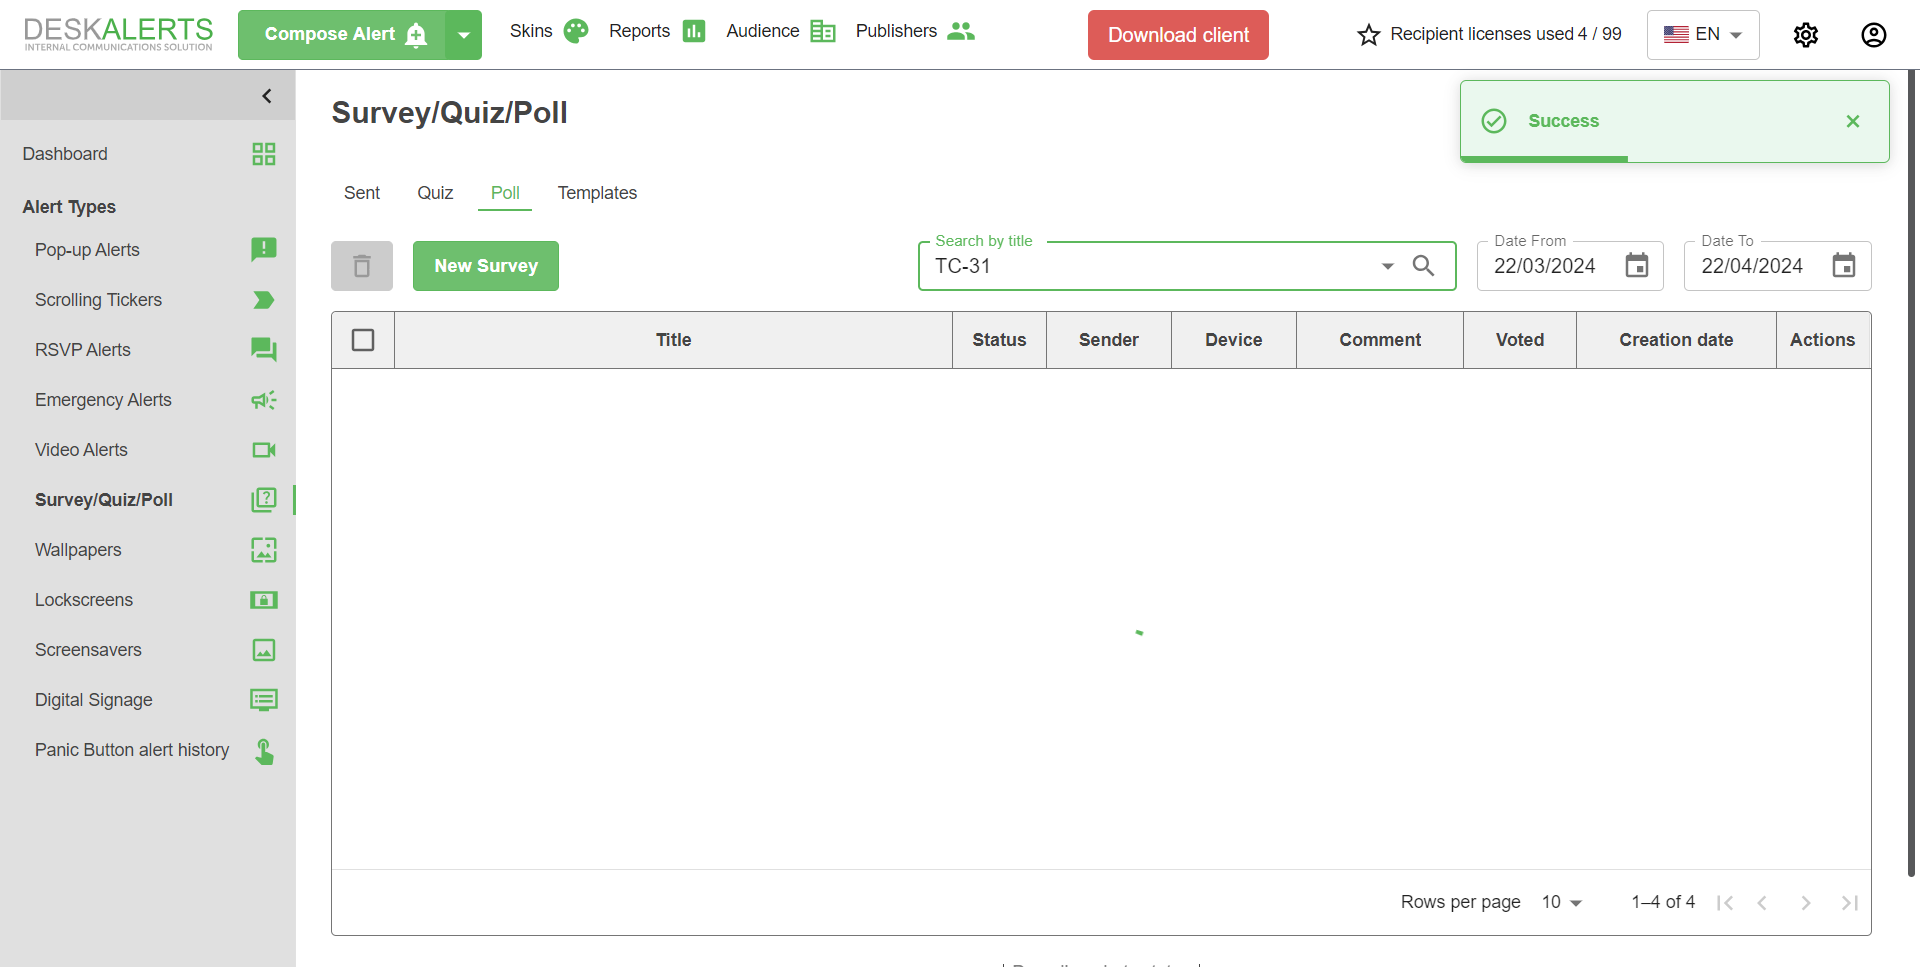 DESKALERTS
INTERNAL COMMUNICATIONS SOLUTION
Compose Alert
Skins
Reports
Audience
Publishers
Download client
Recipient licenses used 4 / 99
EN
Dashboard
Alert Types
Pop-up Alerts
Scrolling Tickers
RSVP Alerts
Emergency Alerts
Video Alerts
Survey/Quiz/Poll
Wallpapers
Lockscreens
Screensavers
Digital Signage
Panic Button alert history
Survey/Quiz/Poll
Success
Sent
Quiz
Poll
Templates
New Survey
Search by title
TC-31
Date From
22/03/2024
Date To
22/04/2024
Title
Status
Sender
Device
Comment
Voted
Creation date
Actions
Rows per page
10
1–4 of 4